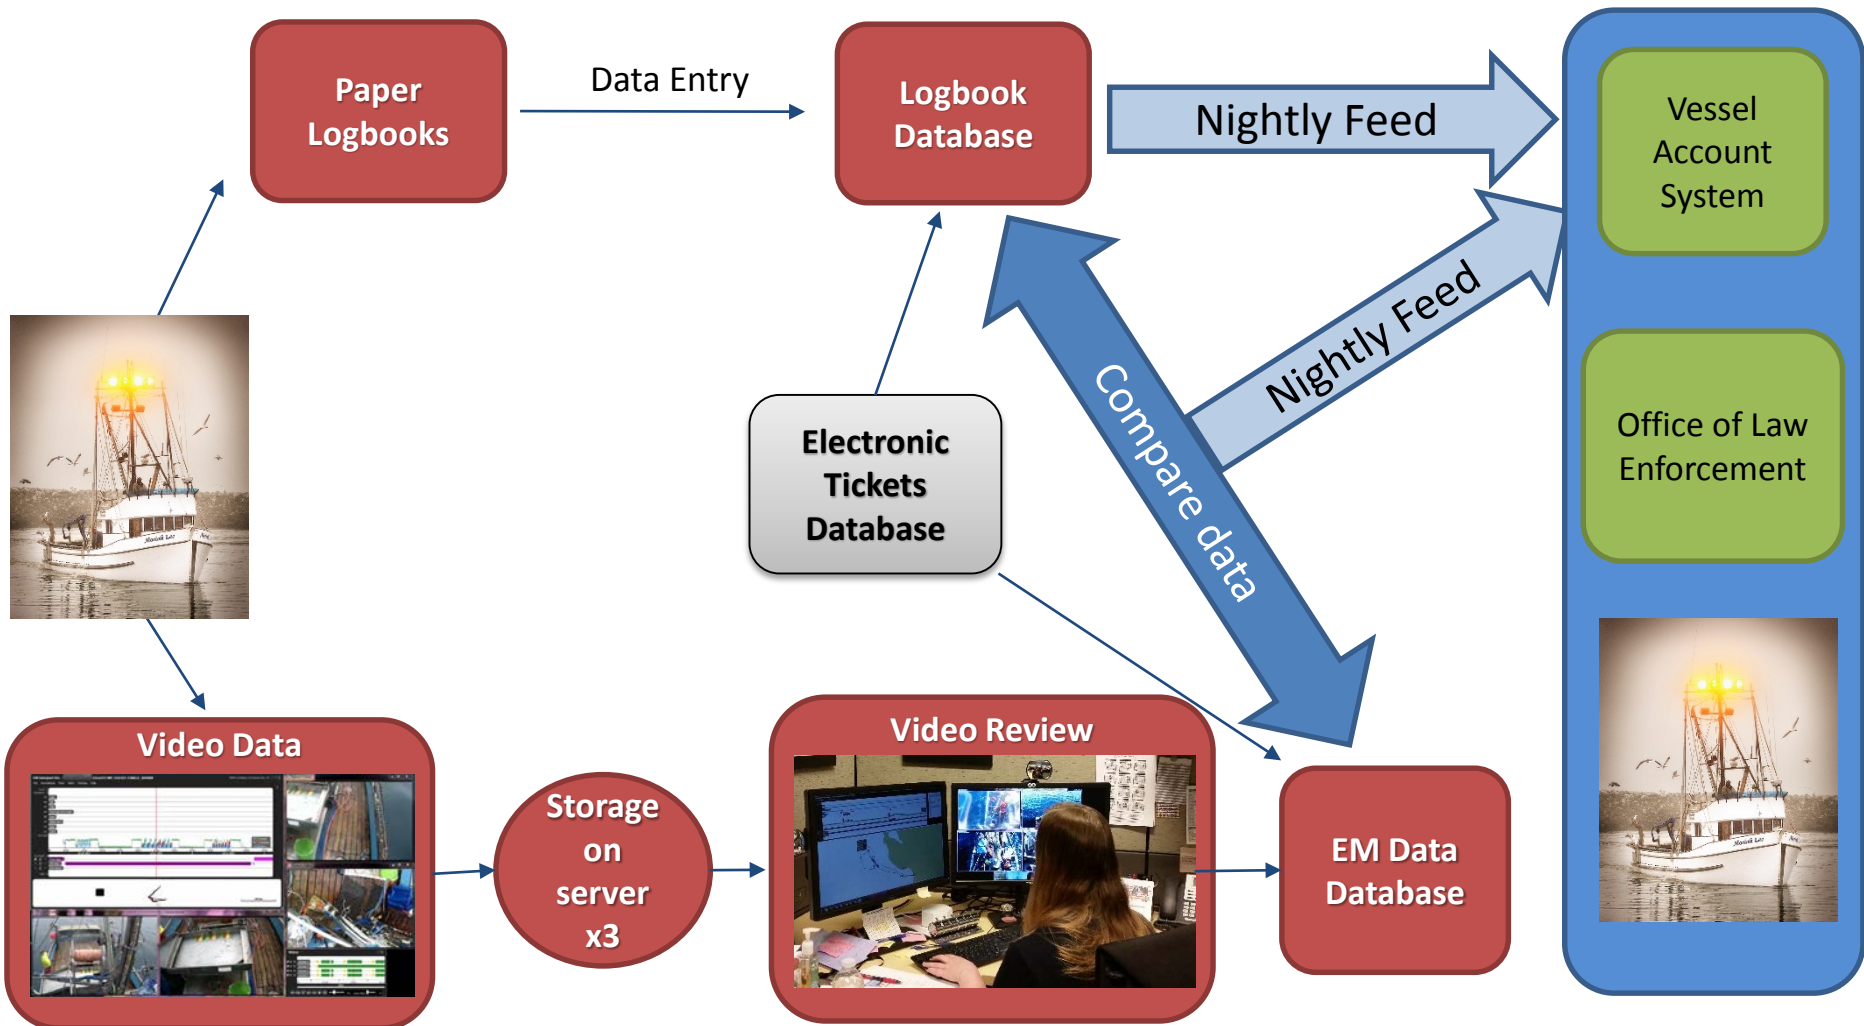 Paper
Logbooks
Data Entry
Logbook
Database
Nightly Feed
Vessel
Account
System
Nightly Feed
Compare data
Office of Law
Enforcement
Electronic
Tickets
Database
Video Data
Storage
on
server
x3
Video Review
EM Data
Database